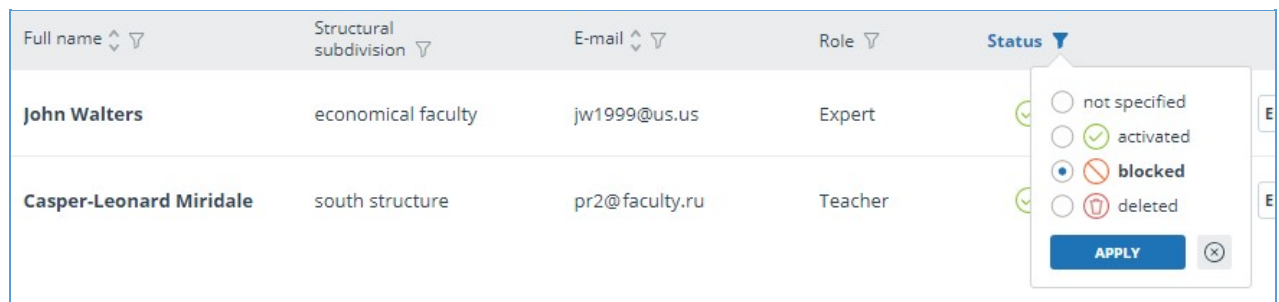 Full name
Structural
subdivision
E-mail
Role
Status
John Walters
economical faculty
jw1999@us.us
Expert
E
Casper-Leonard Miridale
south structure
pr2@faculty.ru
Teacher
E
not specified
activated
blocked
deleted
APPLY